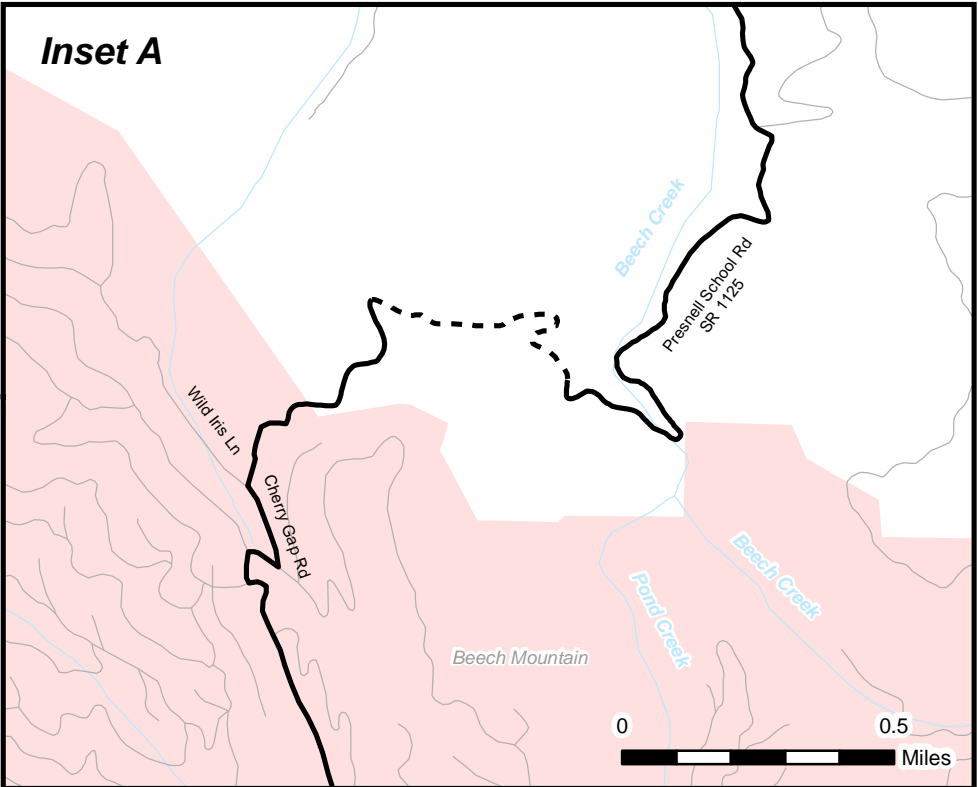 Inset A
Beech Creek
Presnell School Rd
SR 1125
Wild Iris Ln
Cherry Gap Rd
Beech Creek
Pond Creek
Beech Mountain
0 0.5
Miles